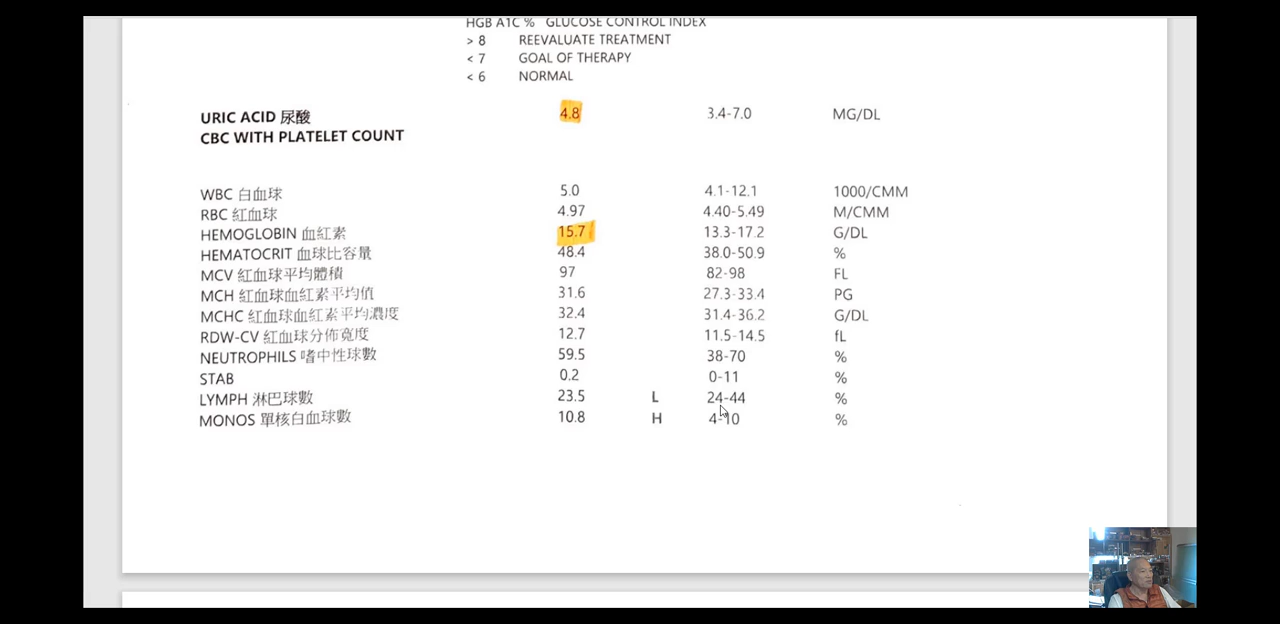 HGB A1C % GLUCOSE CONTROL INDEX
> 8 REEVALUATE TREATMENT
< 7 GOAL OF THERAPY
< 6 NORMAL
URIC ACID 尿酸 4.8 3.4-7.0 MG/DL
CBC WITH PLATELET COUNT
WBC 白血球 5.0 4.1-12.1 1000/CMM
RBC 紅血球 4.97 4.40-5.49 M/CMM
HEMOGLOBIN 血紅素 15.7 13.3-17.2 G/DL
HEMATOCRIT 血球比容量 48.4 38.0-50.9 %
MCV 紅血球平均體積 97 82-98 FL
MCH 紅血球血紅素平均值 31.6 27.3-33.4 PG
MCHC 紅血球血紅素平均濃度 32.4 31.4-36.2 G/DL
RDW-CV 紅血球分佈寬度 12.7 11.5-14.5 fL
NEUTROPHILS 嗜中性球數 59.5 38-70 %
STAB 0.2 0-11 %
LYMPH 淋巴球數 23.5 L 24-44 %
MONOS 單核白血球數 10.8 H 4-10 %